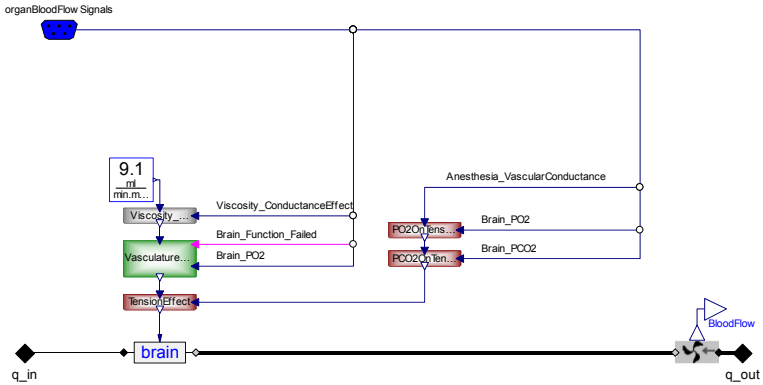 organBloodFlow Signals
9.1
ml
min.m...
Anesthesia_VascularConductance
Viscosity_ConductanceEffect
Viscosity_...
Brain_PO2
PO2OnTens...
Brain_Function_Failed
Brain_PCO2
Vasculature...
Brain_PO2
PCO2OnTen...
TensionEffect
BloodFlow
brain
q_in
q_out